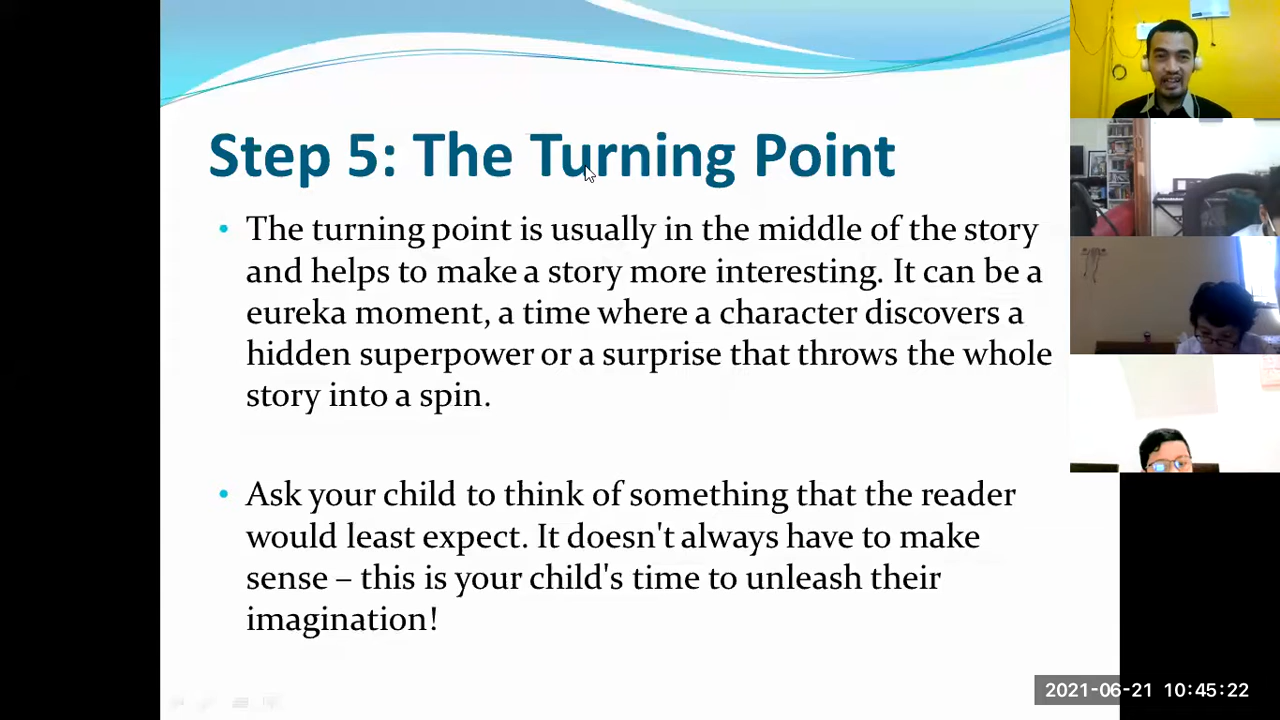 Step 5: The Turning Point
• The turning point is usually in the middle of the story
and helps to make a story more interesting. It can be a
eureka moment, a time where a character discovers a
hidden superpower or a surprise that throws the whole
story into a spin.
• Ask your child to think of something that the reader
would least expect. It doesn't always have to make
sense – this is your child's time to unleash their
imagination!
2021-06-21 10:45:22